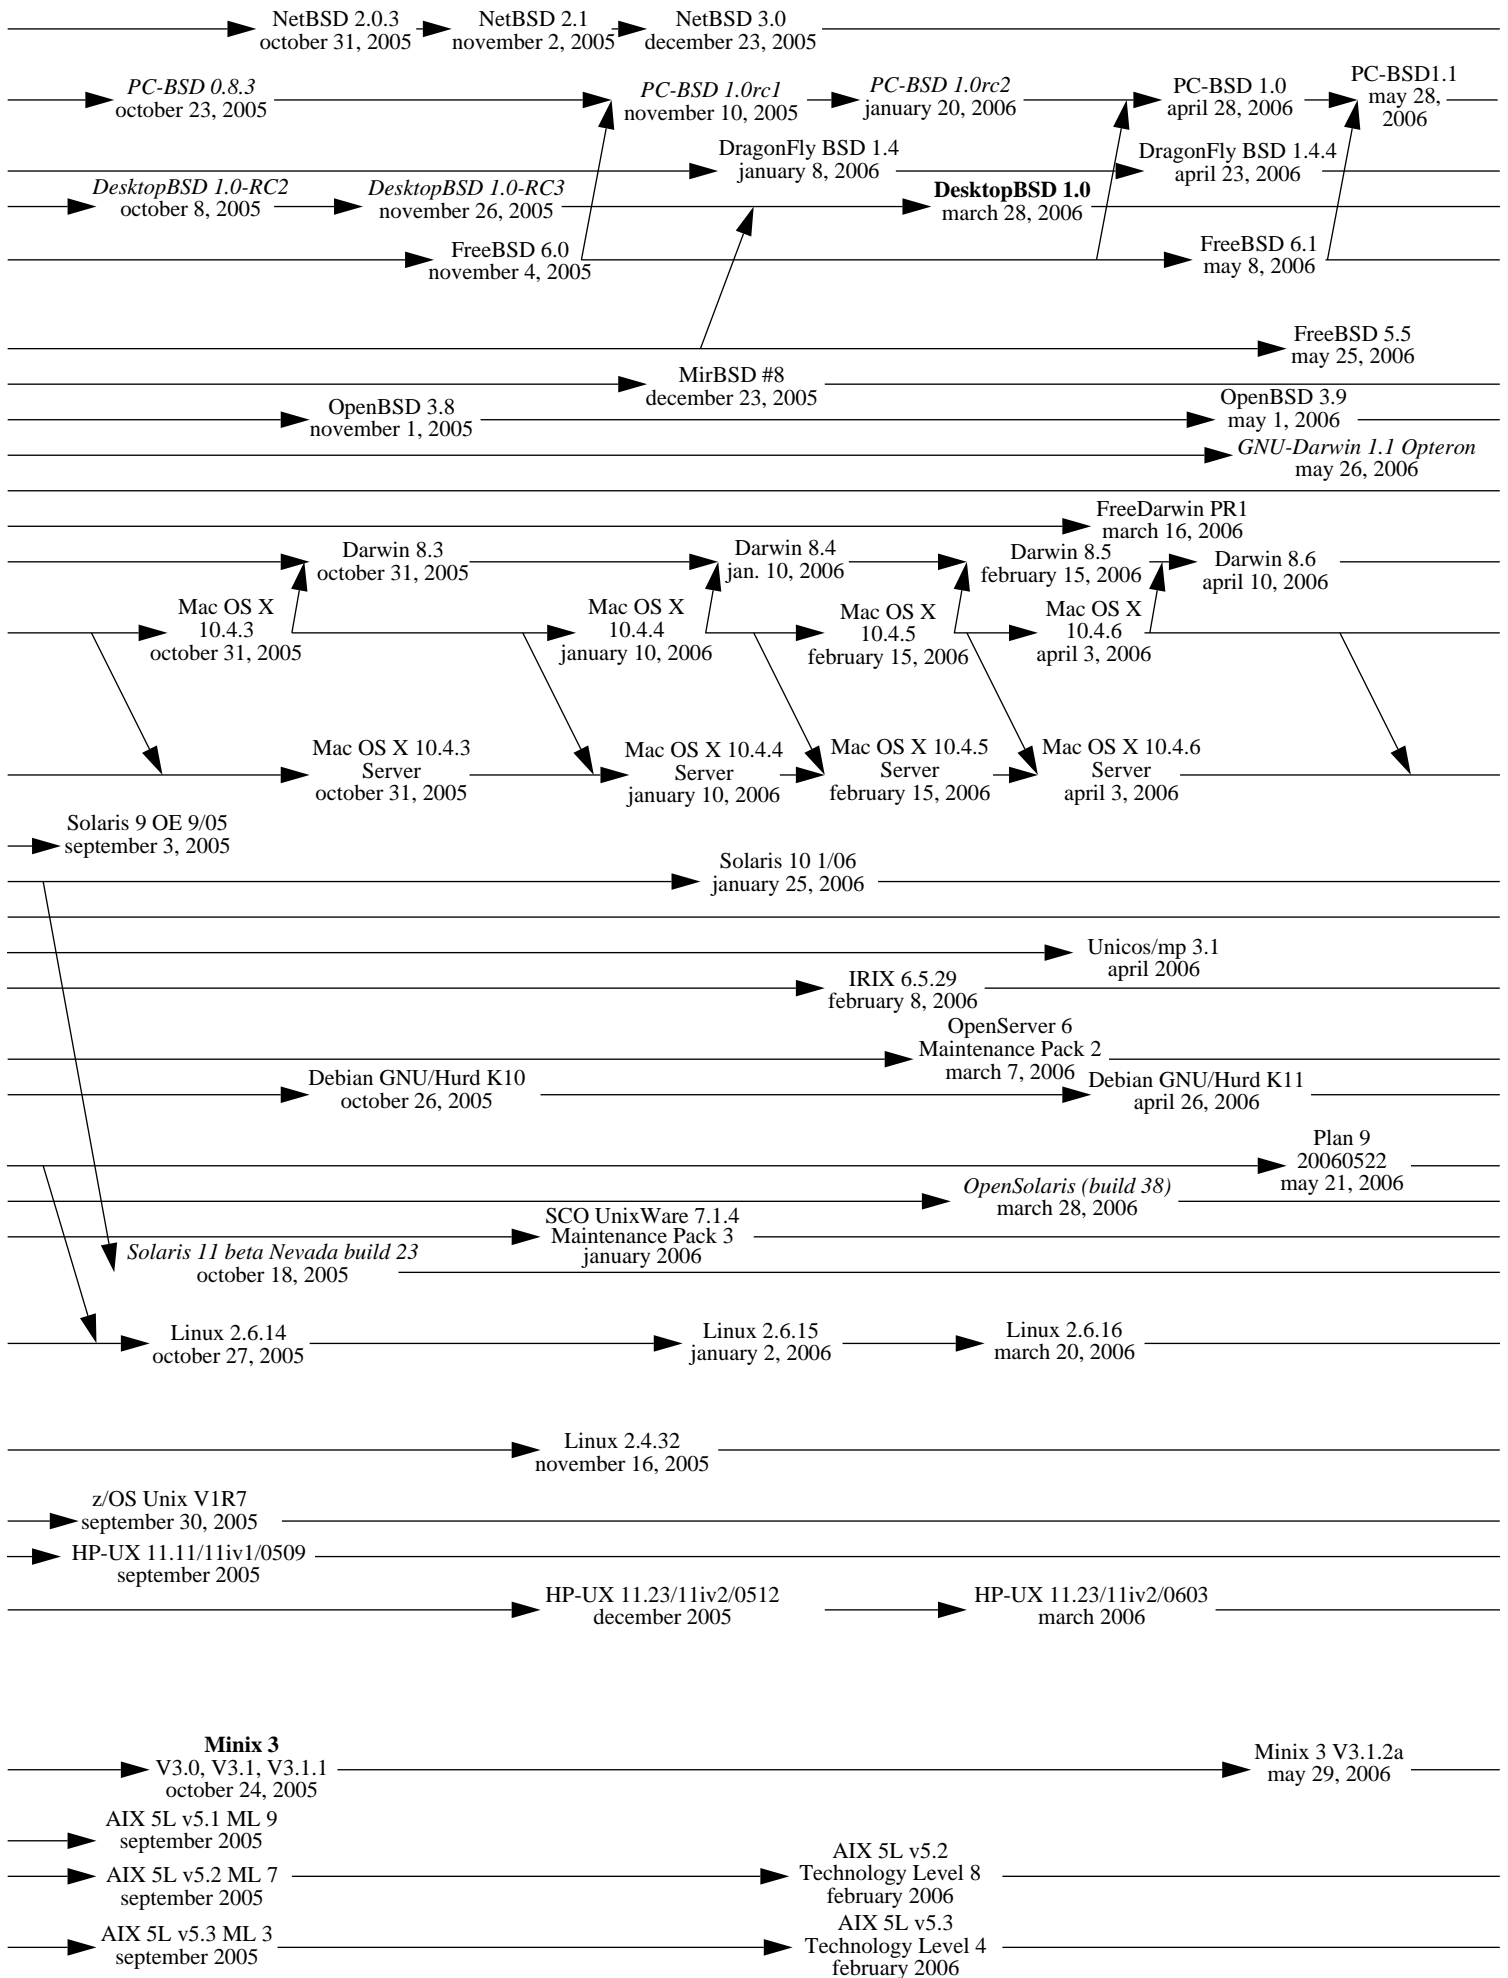 NetBSD 2.0.3
october 31, 2005
NetBSD 2.1
november 2, 2005
NetBSD 3.0
december 23, 2005
PC-BSD 0.8.3
october 23, 2005
PC-BSD 1.0rc1
november 10, 2005
PC-BSD 1.0rc2
january 20, 2006
PC-BSD 1.0
april 28, 2006
PC-BSD1.1
may 28,
2006
DragonFly BSD 1.4
january 8, 2006
DragonFly BSD 1.4.4
april 23, 2006
DesktopBSD 1.0-RC2
october 8, 2005
DesktopBSD 1.0-RC3
november 26, 2005
DesktopBSD 1.0
march 28, 2006
FreeBSD 6.0
november 4, 2005
FreeBSD 6.1
may 8, 2006
FreeBSD 5.5
may 25, 2006
MirBSD #8
december 23, 2005
OpenBSD 3.8
november 1, 2005
OpenBSD 3.9
may 1, 2006
GNU-Darwin 1.1 Opteron
may 26, 2006
FreeDarwin PR1
march 16, 2006
Darwin 8.3
october 31, 2005
Darwin 8.4
jan. 10, 2006
Darwin 8.5
february 15, 2006
Darwin 8.6
april 10, 2006
Mac OS X
10.4.3
october 31, 2005
Mac OS X
10.4.4
january 10, 2006
Mac OS X
10.4.5
february 15, 2006
Mac OS X
10.4.6
april 3, 2006
Mac OS X 10.4.3
Server
october 31, 2005
Mac OS X 10.4.4
Server
january 10, 2006
Mac OS X 10.4.5
Server
february 15, 2006
Mac OS X 10.4.6
Server
april 3, 2006
Solaris 9 OE 9/05
september 3, 2005
Solaris 10 1/06
january 25, 2006
Unicos/mp 3.1
april 2006
IRIX 6.5.29
february 8, 2006
OpenServer 6
Maintenance Pack 2
march 7, 2006
Debian GNU/Hurd K10
october 26, 2005
Debian GNU/Hurd K11
april 26, 2006
Plan 9
20060522
may 21, 2006
OpenSolaris (build 38)
march 28, 2006
SCO UnixWare 7.1.4
Maintenance Pack 3
january 2006
Solaris 11 beta Nevada build 23
october 18, 2005
Linux 2.6.14
october 27, 2005
Linux 2.6.15
january 2, 2006
Linux 2.6.16
march 20, 2006
Linux 2.4.32
november 16, 2005
z/OS Unix V1R7
september 30, 2005
HP-UX 11.11/11iv1/0509
september 2005
HP-UX 11.23/11iv2/0512
december 2005
HP-UX 11.23/11iv2/0603
march 2006
Minix 3
V3.0, V3.1, V3.1.1
october 24, 2005
Minix 3 V3.1.2a
may 29, 2006
AIX 5L v5.1 ML 9
september 2005
AIX 5L v5.2 ML 7
september 2005
AIX 5L v5.2
Technology Level 8
february 2006
AIX 5L v5.3 ML 3
september 2005
AIX 5L v5.3
Technology Level 4
february 2006